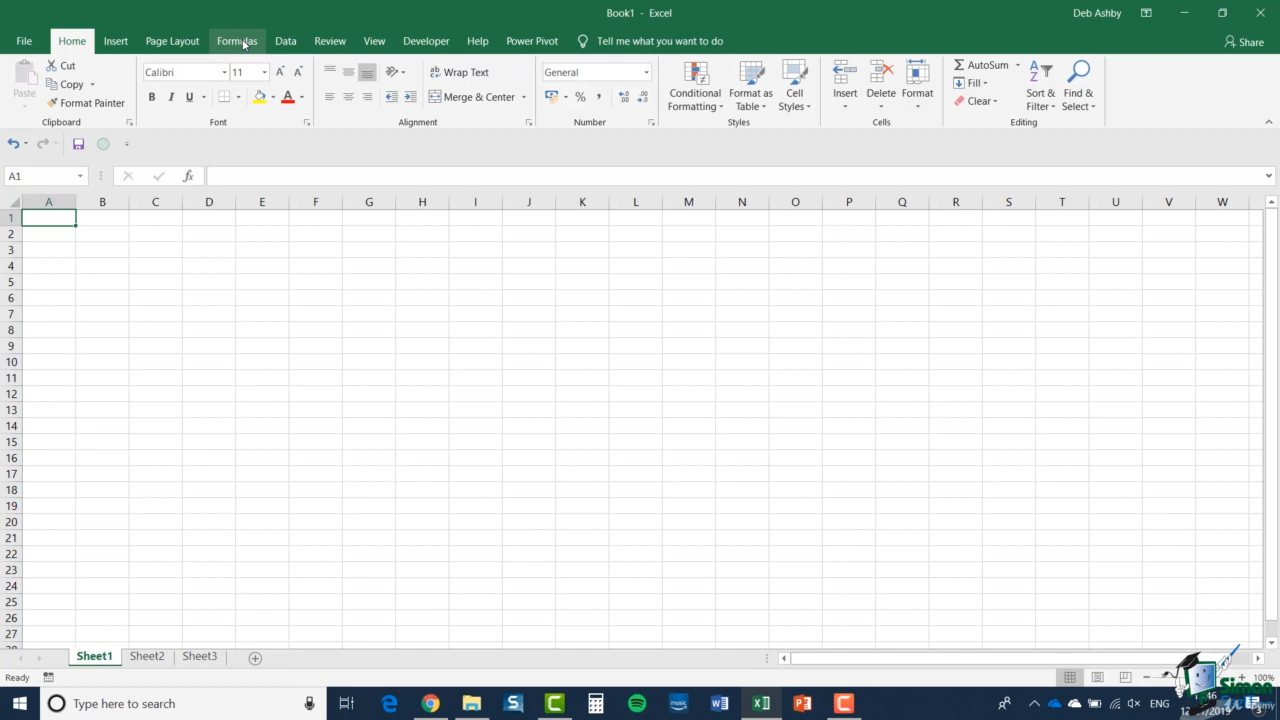 Book1 - Excel
Deb Ashby
File Home Insert Page Layout Formulas Data Review View Developer Help Power Pivot Tell me what you want to do Share
Paste
Cut
Copy
Format Painter
Clipboard
Calibri 11
B I U A
Font
Wrap Text
Merge & Center
Alignment
General
% ,
Number
Conditional Formatting
Format as Table
Cell Styles
Styles
Insert Delete Format
Cells
AutoSum
Fill
Clear
Sort & Filter
Find & Select
Editing
A1 fx
A B C D E F G H I J K L M N O P Q R S T U V W
1
2
3
4
5
6
7
8
9
10
11
12
13
14
15
16
17
18
19
20
21
22
23
24
25
26
27
Sheet1 Sheet2 Sheet3
Ready 100%
Type here to search
music
ENG